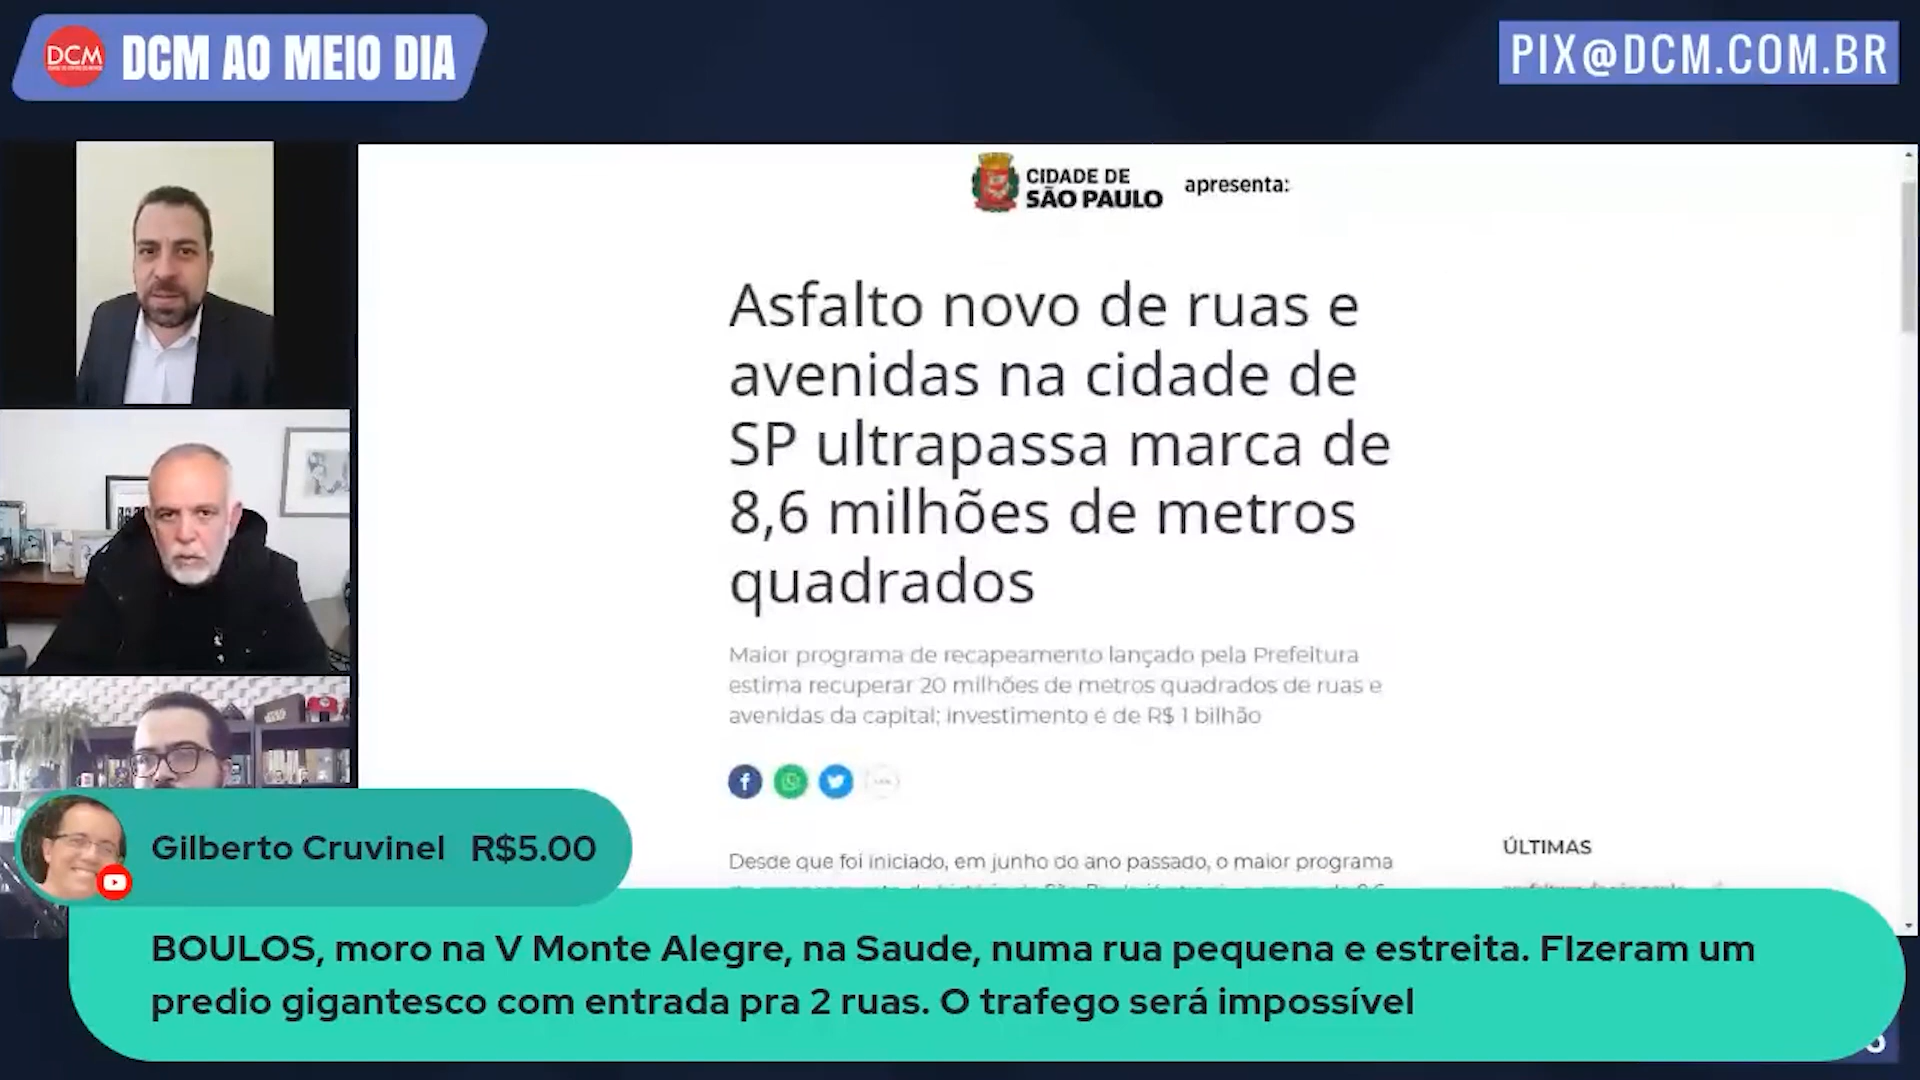 DCM
DCM AO MEIO DIA
PIX@DCM.COM.BR
CIDADE DE
SÃO PAULO
apresenta:
Asfalto novo de ruas e
avenidas na cidade de
SP ultrapassa marca de
8,6 milhões de metros
quadrados
Maior programa de recapeamento lançado pela Prefeitura
estima recuperar 20 milhões de metros quadrados de ruas e
avenidas da capital; investimento é de R$ 1 bilhão
Desde que foi iniciado, em junho do ano passado, o maior programa
ÚLTIMAS
Gilberto Cruvinel R$5.00
BOULOS, moro na V Monte Alegre, na Saude, numa rua pequena e estreita. FIzeram um
predio gigantesco com entrada pra 2 ruas. O trafego será impossível